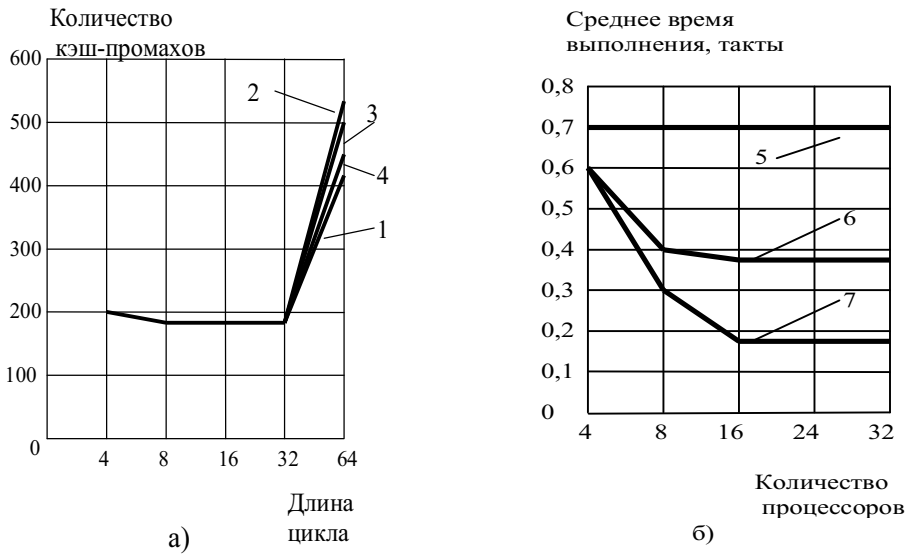 Количество
кэш-промахов
600
500
400
300
200
100
0
2
3
4
1
4 8 16 32 64
Длина
цикла
а)
Среднее время
выполнения, такты
0,8
0,7
0,6
0,5
0,4
0,3
0,2
0,1
0
5
6
7
4 8 16 24 32
Количество
процессоров
б)